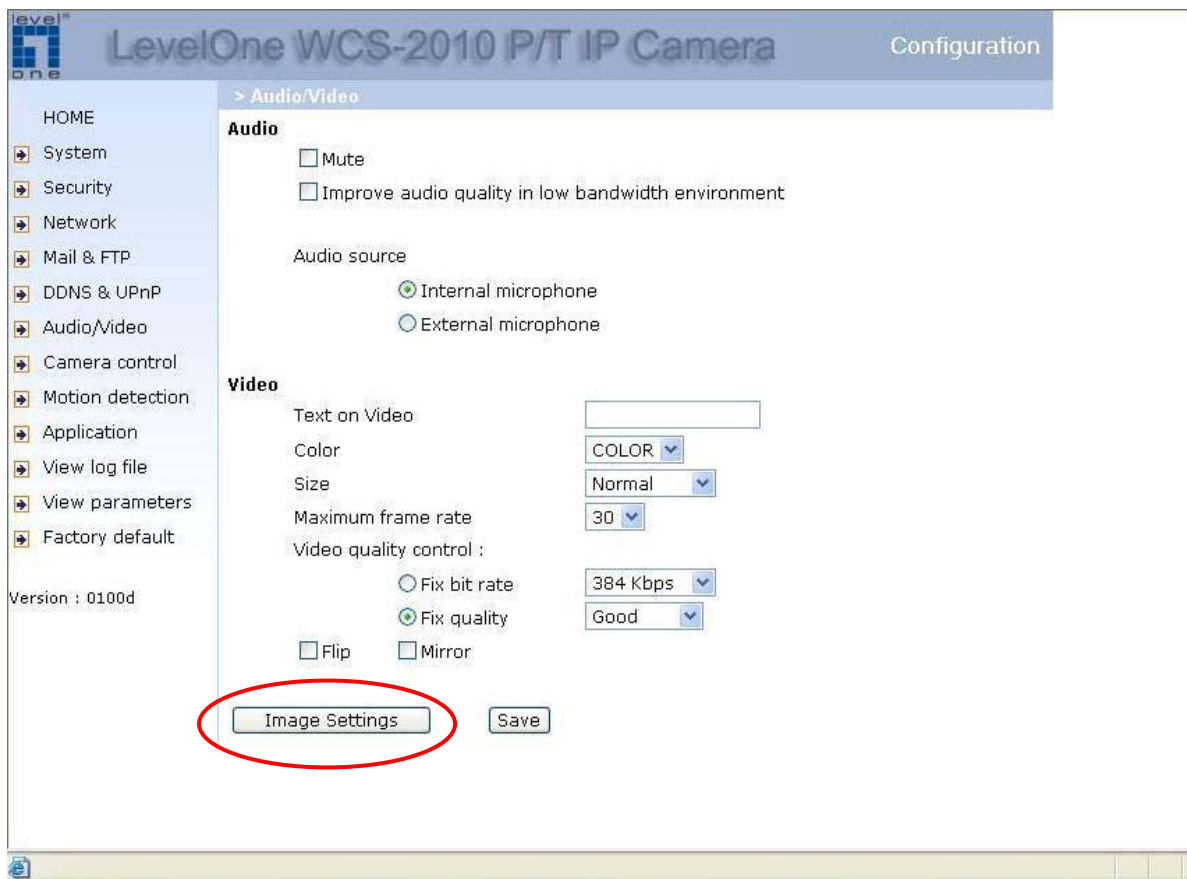 level one
LevelOne WCS-2010 P/T IP Camera
Configuration
> Audio/Video
HOME
System
Security
Network
Mail & FTP
DDNS & UPnP
Audio/Video
Camera control
Motion detection
Application
View log file
View parameters
Factory default
Version : 0100d
Audio
Mute
Improve audio quality in low bandwidth environment
Audio source
Internal microphone
External microphone
Video
Text on Video
Color COLOR
Size Normal
Maximum frame rate 30
Video quality control :
Fix bit rate 384 Kbps
Fix quality Good
Flip Mirror
Image Settings Save